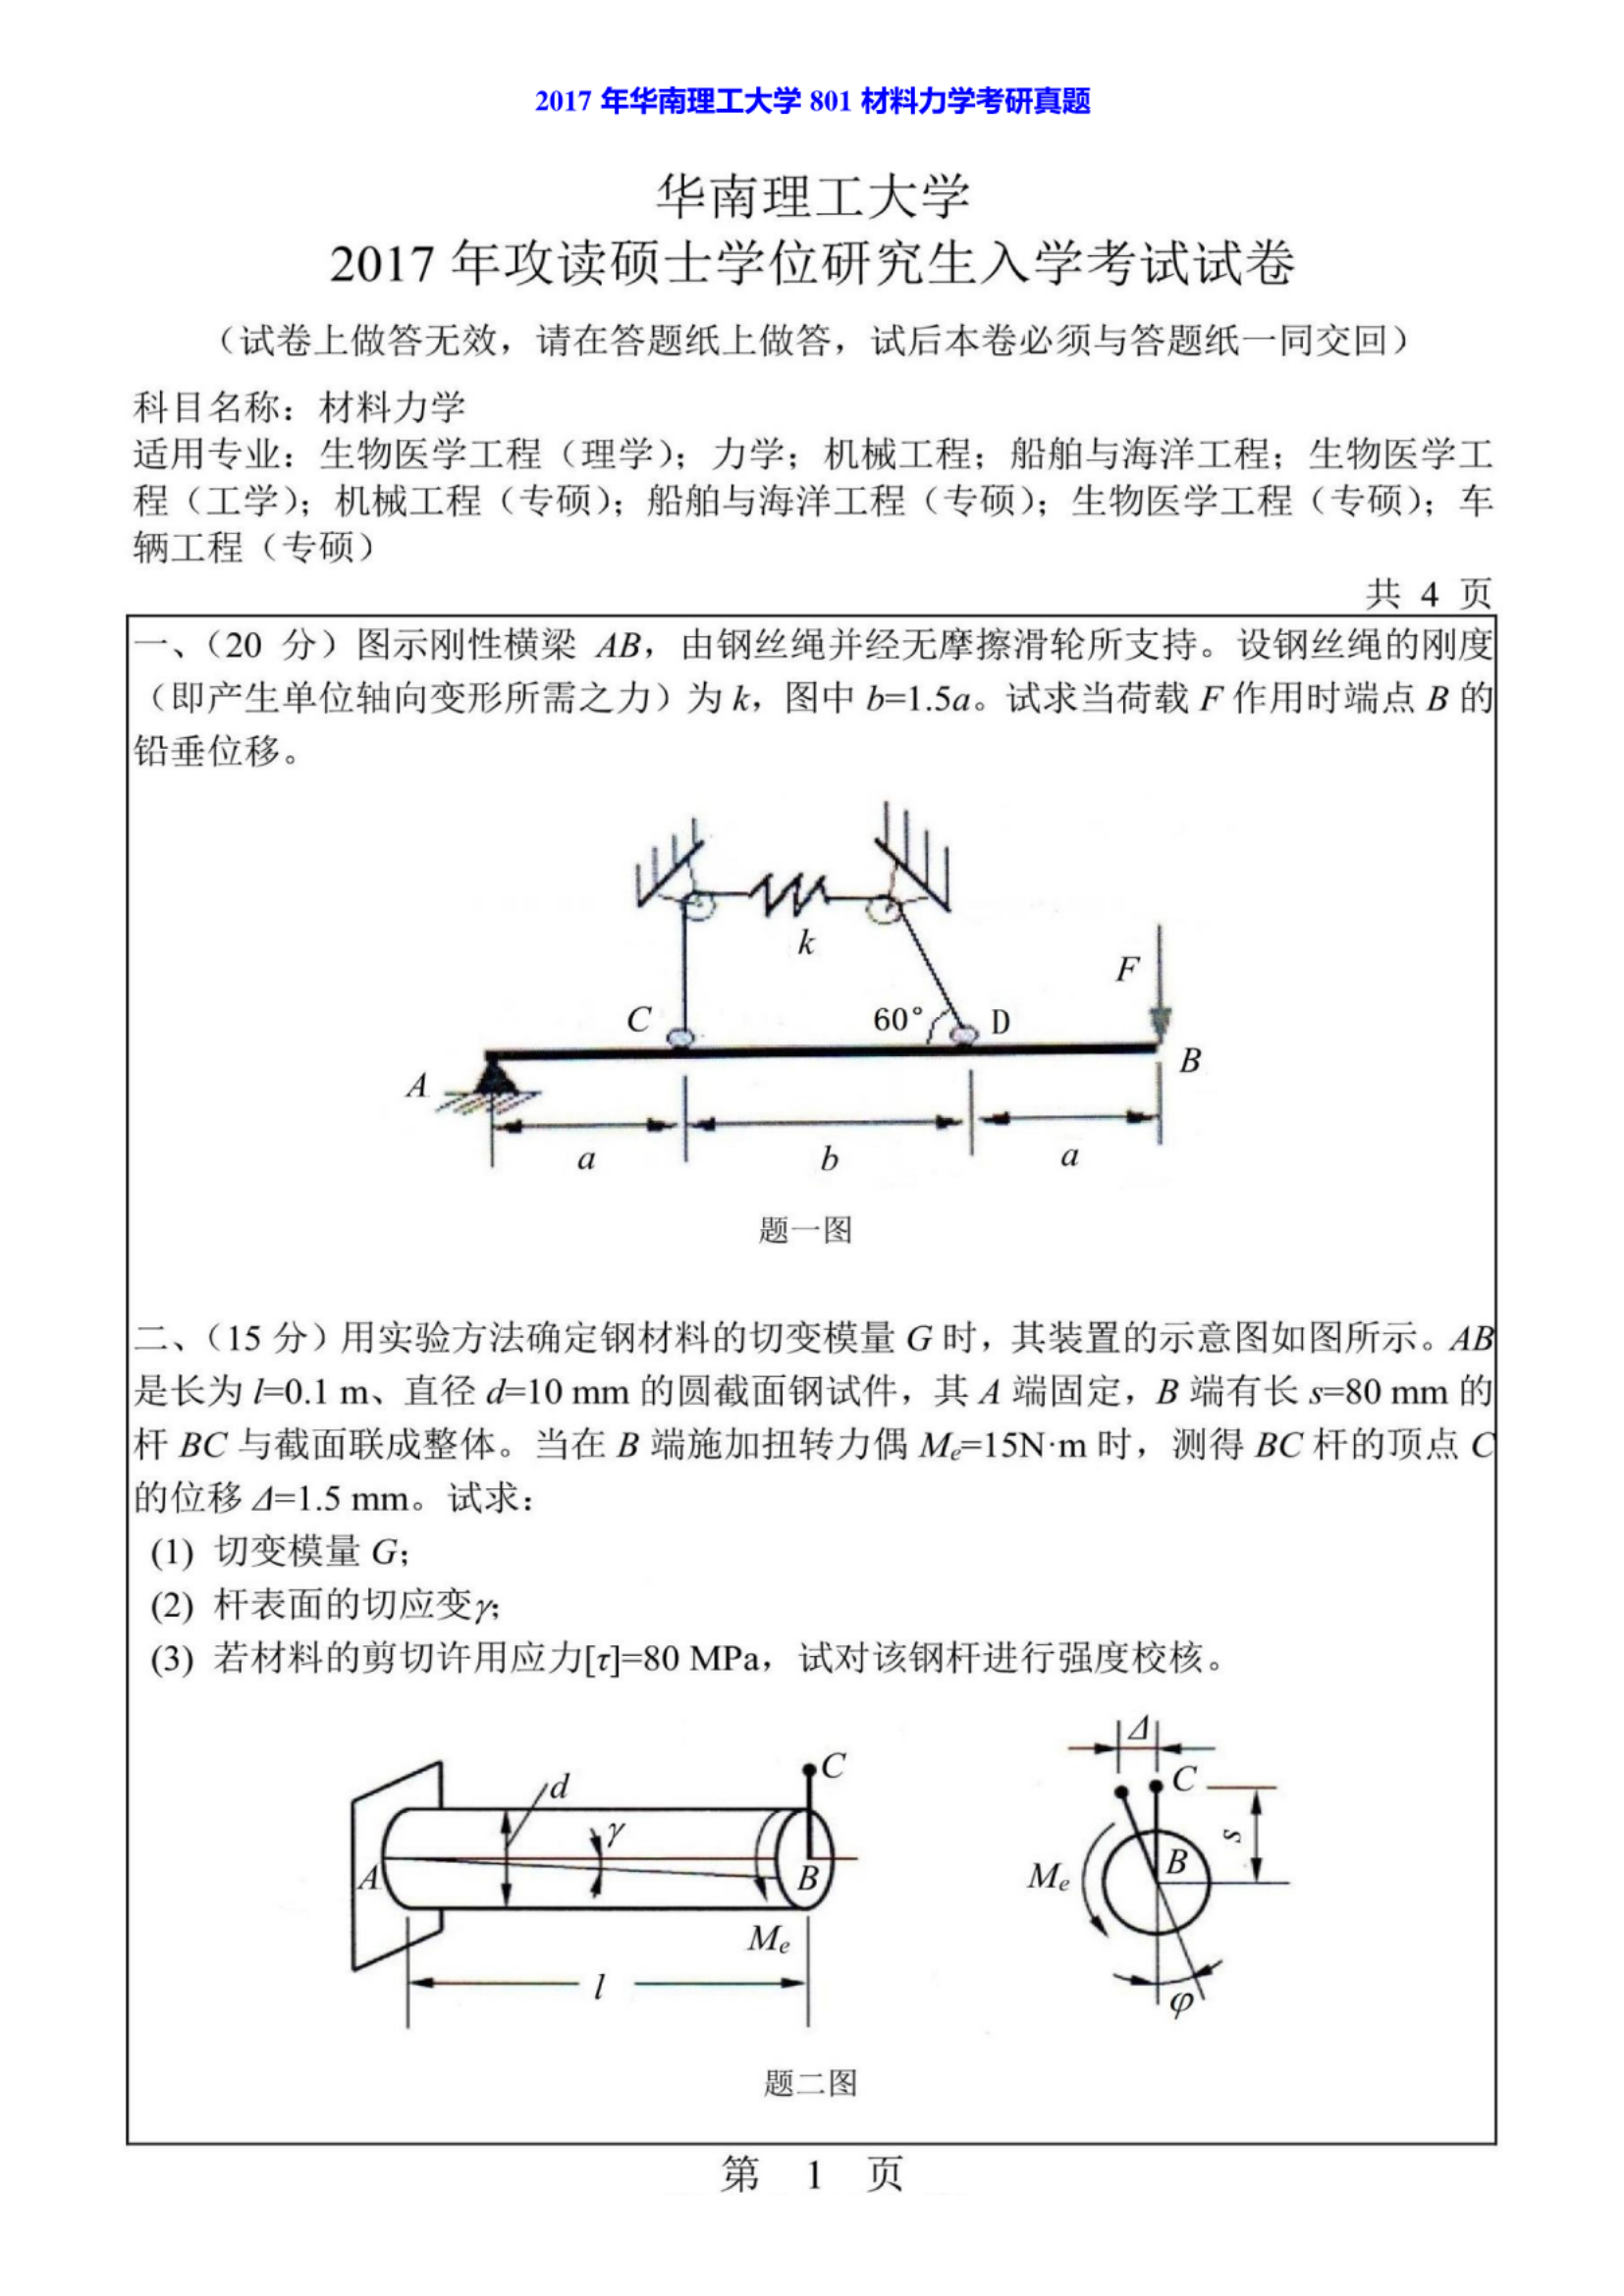 2017 年华南理工大学 801 材料力学考研真题
华南理工大学
2017 年攻读硕士学位研究生入学考试试卷
（试卷上做答无效，请在答题纸上做答，试后本卷必须与答题纸一同交回）
科目名称：材料力学
适用专业：生物医学工程（理学）；力学；机械工程；船舶与海洋工程；生物医学工
程（工学）；机械工程（专硕）；船舶与海洋工程（专硕）；生物医学工程（专硕）；车
辆工程（专硕）
共 4 页
一、（20 分）图示刚性横梁 AB，由钢丝绳并经无摩擦滑轮所支持。设钢丝绳的刚度
（即产生单位轴向变形所需之力）为 k，图中 b=1.5a。试求当荷载 F 作用时端点 B 的
铅垂位移。
k
F
C
60°
D
B
A
a
b
a
题一图
二、（15 分）用实验方法确定钢材料的切变模量 G 时，其装置的示意图如图所示。AB
是长为 l=0.1 m、直径 d=10 mm 的圆截面钢试件，其 A 端固定，B 端有长 s=80 mm 的
杆 BC 与截面联成整体。当在 B 端施加扭转力偶 Me=15N·m 时，测得 BC 杆的顶点 C
的位移 Δ=1.5 mm。试求：
(1) 切变模量 G；
(2) 杆表面的切应变γ；
(3) 若材料的剪切许用应力[τ]=80 MPa，试对该钢杆进行强度校核。
Δ
C
d
C
γ
s
A
B
B
Me
Me
l
φ
题二图
第 1 页